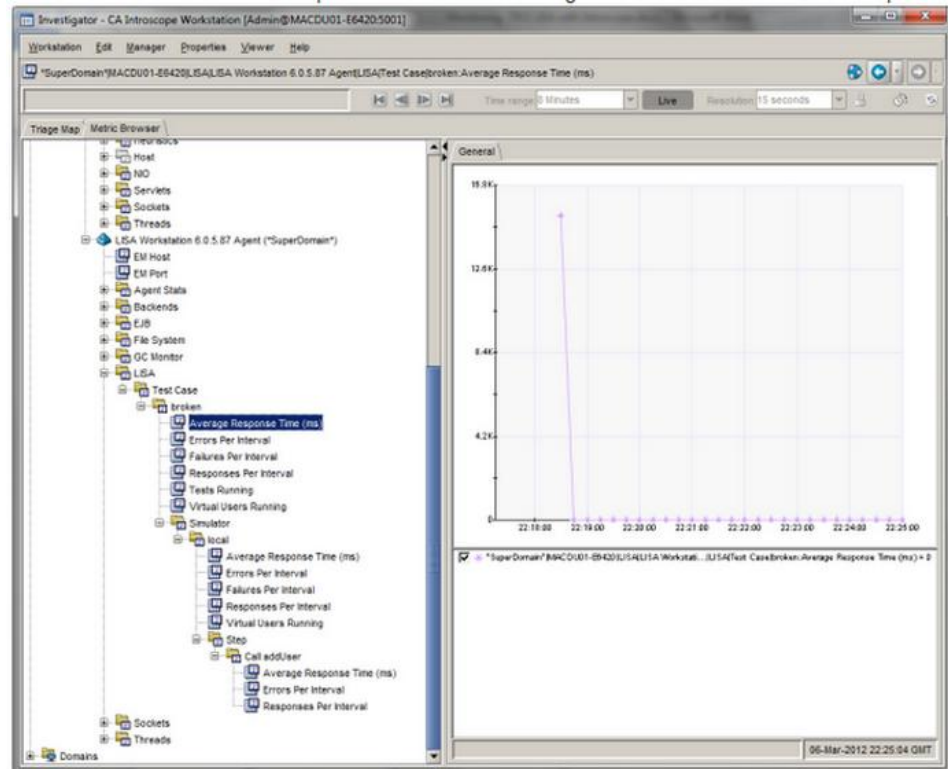 Investigator - CA Introscope Workstation [Admin@MACDU01-E6420:5001]
Workstation Edit Manager Properties Viewer Help
*SuperDomain*|MACDU01-E6420|LISA|LISA Workstation 6.0.5.87 Agent|LISA|Test Case|broken:Average Response Time (ms)
Time range 8 Minutes Live Resolution 15 seconds
Triage Map Metric Browser
Heuristics
Host
NIO
Servlets
Sockets
Threads
LISA Workstation 6.0.5.87 Agent (*SuperDomain*)
EM Host
EM Port
Agent Stats
Backends
EJB
File System
GC Monitor
LISA
Test Case
broken
Average Response Time (ms)
Errors Per Interval
Failures Per Interval
Responses Per Interval
Tests Running
Virtual Users Running
Simulator
local
Average Response Time (ms)
Errors Per Interval
Failures Per Interval
Responses Per Interval
Virtual Users Running
Step
Call addUser
Average Response Time (ms)
Errors Per Interval
Responses Per Interval
Sockets
Threads
Domains
General
12.6K
8.4K
4.2K
0
22:18:00 22:19:00 22:20:00 22:21:00 22:22:00 22:23:00 22:24:00 22:25:00
*SuperDomain*|MACDU01-E6420|LISA|LISA Workstati...|LISA|Test Case|broken:Average Response Time (ms) = 0
06-Mar-2012 22:25:04 GMT